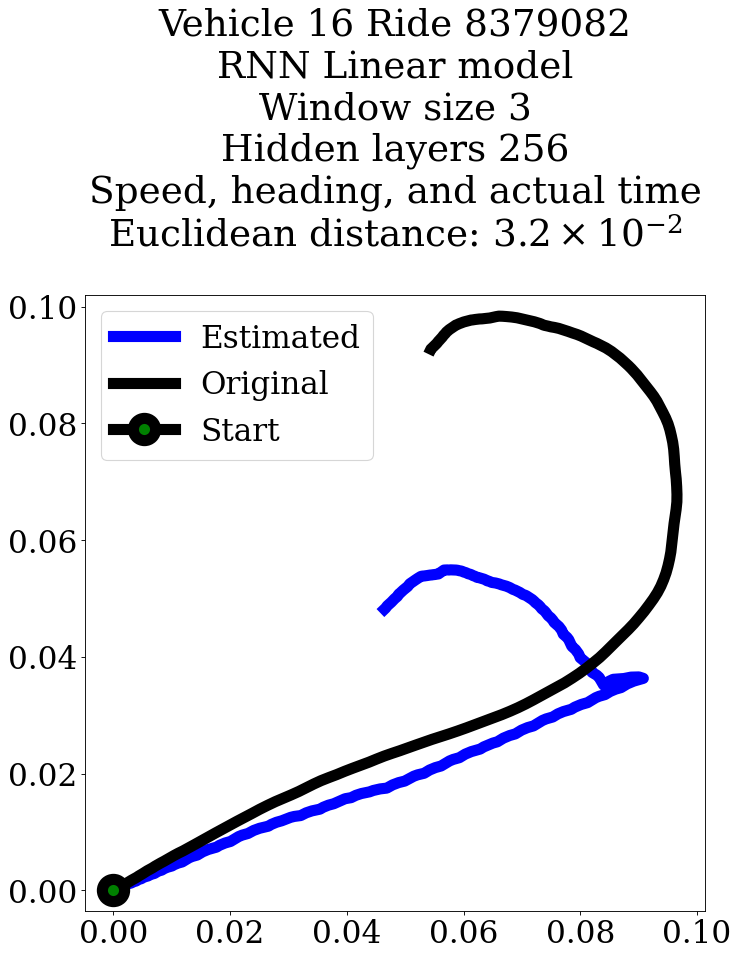 Vehicle 16 Ride 8379082
RNN Linear model
Window size 3
Hidden layers 256
Speed, heading, and actual time
Euclidean distance: 3.2 × 10⁻²
0.10
0.08
0.06
0.04
0.02
0.00
Estimated
Original
Start
0.00 0.02 0.04 0.06 0.08 0.10